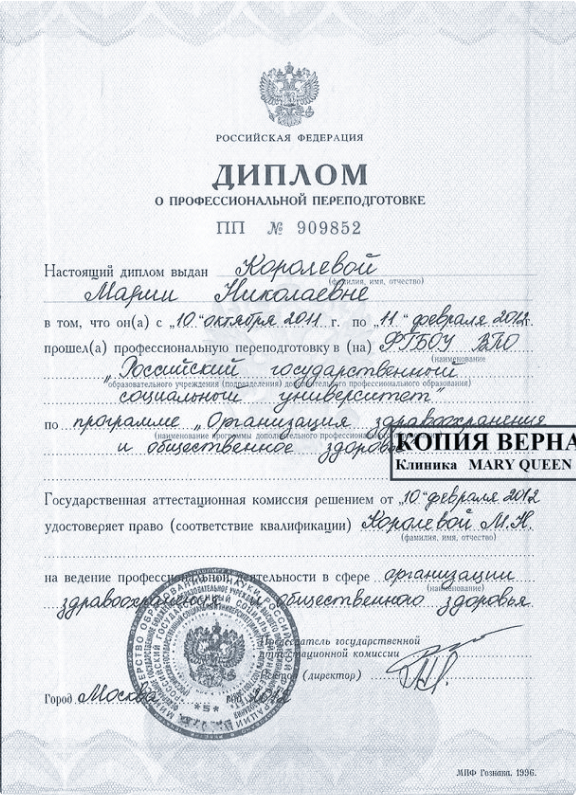 РОССИЙСКАЯ ФЕДЕРАЦИЯ
ДИПЛОМ
О ПРОФЕССИОНАЛЬНОЙ ПЕРЕПОДГОТОВКЕ
ПП № 909852
Настоящий диплом выдан Королевой
(фамилия, имя, отчество)
Марии Николаевне
в том, что он(а) с „10“ октября 2011 г. по „11“ февраля 2012 г.
прошел(а) профессиональную переподготовку в (на) ФГБОУ ВПО
(наименование
„Российский государственный
образовательного учреждения (подразделения) дополнительного профессионального образования)
социальный университет“
по программе „Организация здравоохранения
(наименование программы дополнительного профессионального
и общественное здоровье
КОПИЯ ВЕРНА
Клиника MARY QUEEN
Государственная аттестационная комиссия решением от „10“ февраля 2012
удостоверяет право (соответствие квалификации) Королевой М.Н.
(фамилия, имя, отчество)
на ведение профессиональной деятельности в сфере организации
(наименование)
здравоохранения и общественного здоровья
Председатель государственной
аттестационной комиссии
Ректор (директор)
Город Москва 2012
МПФ Гознака. 1996.